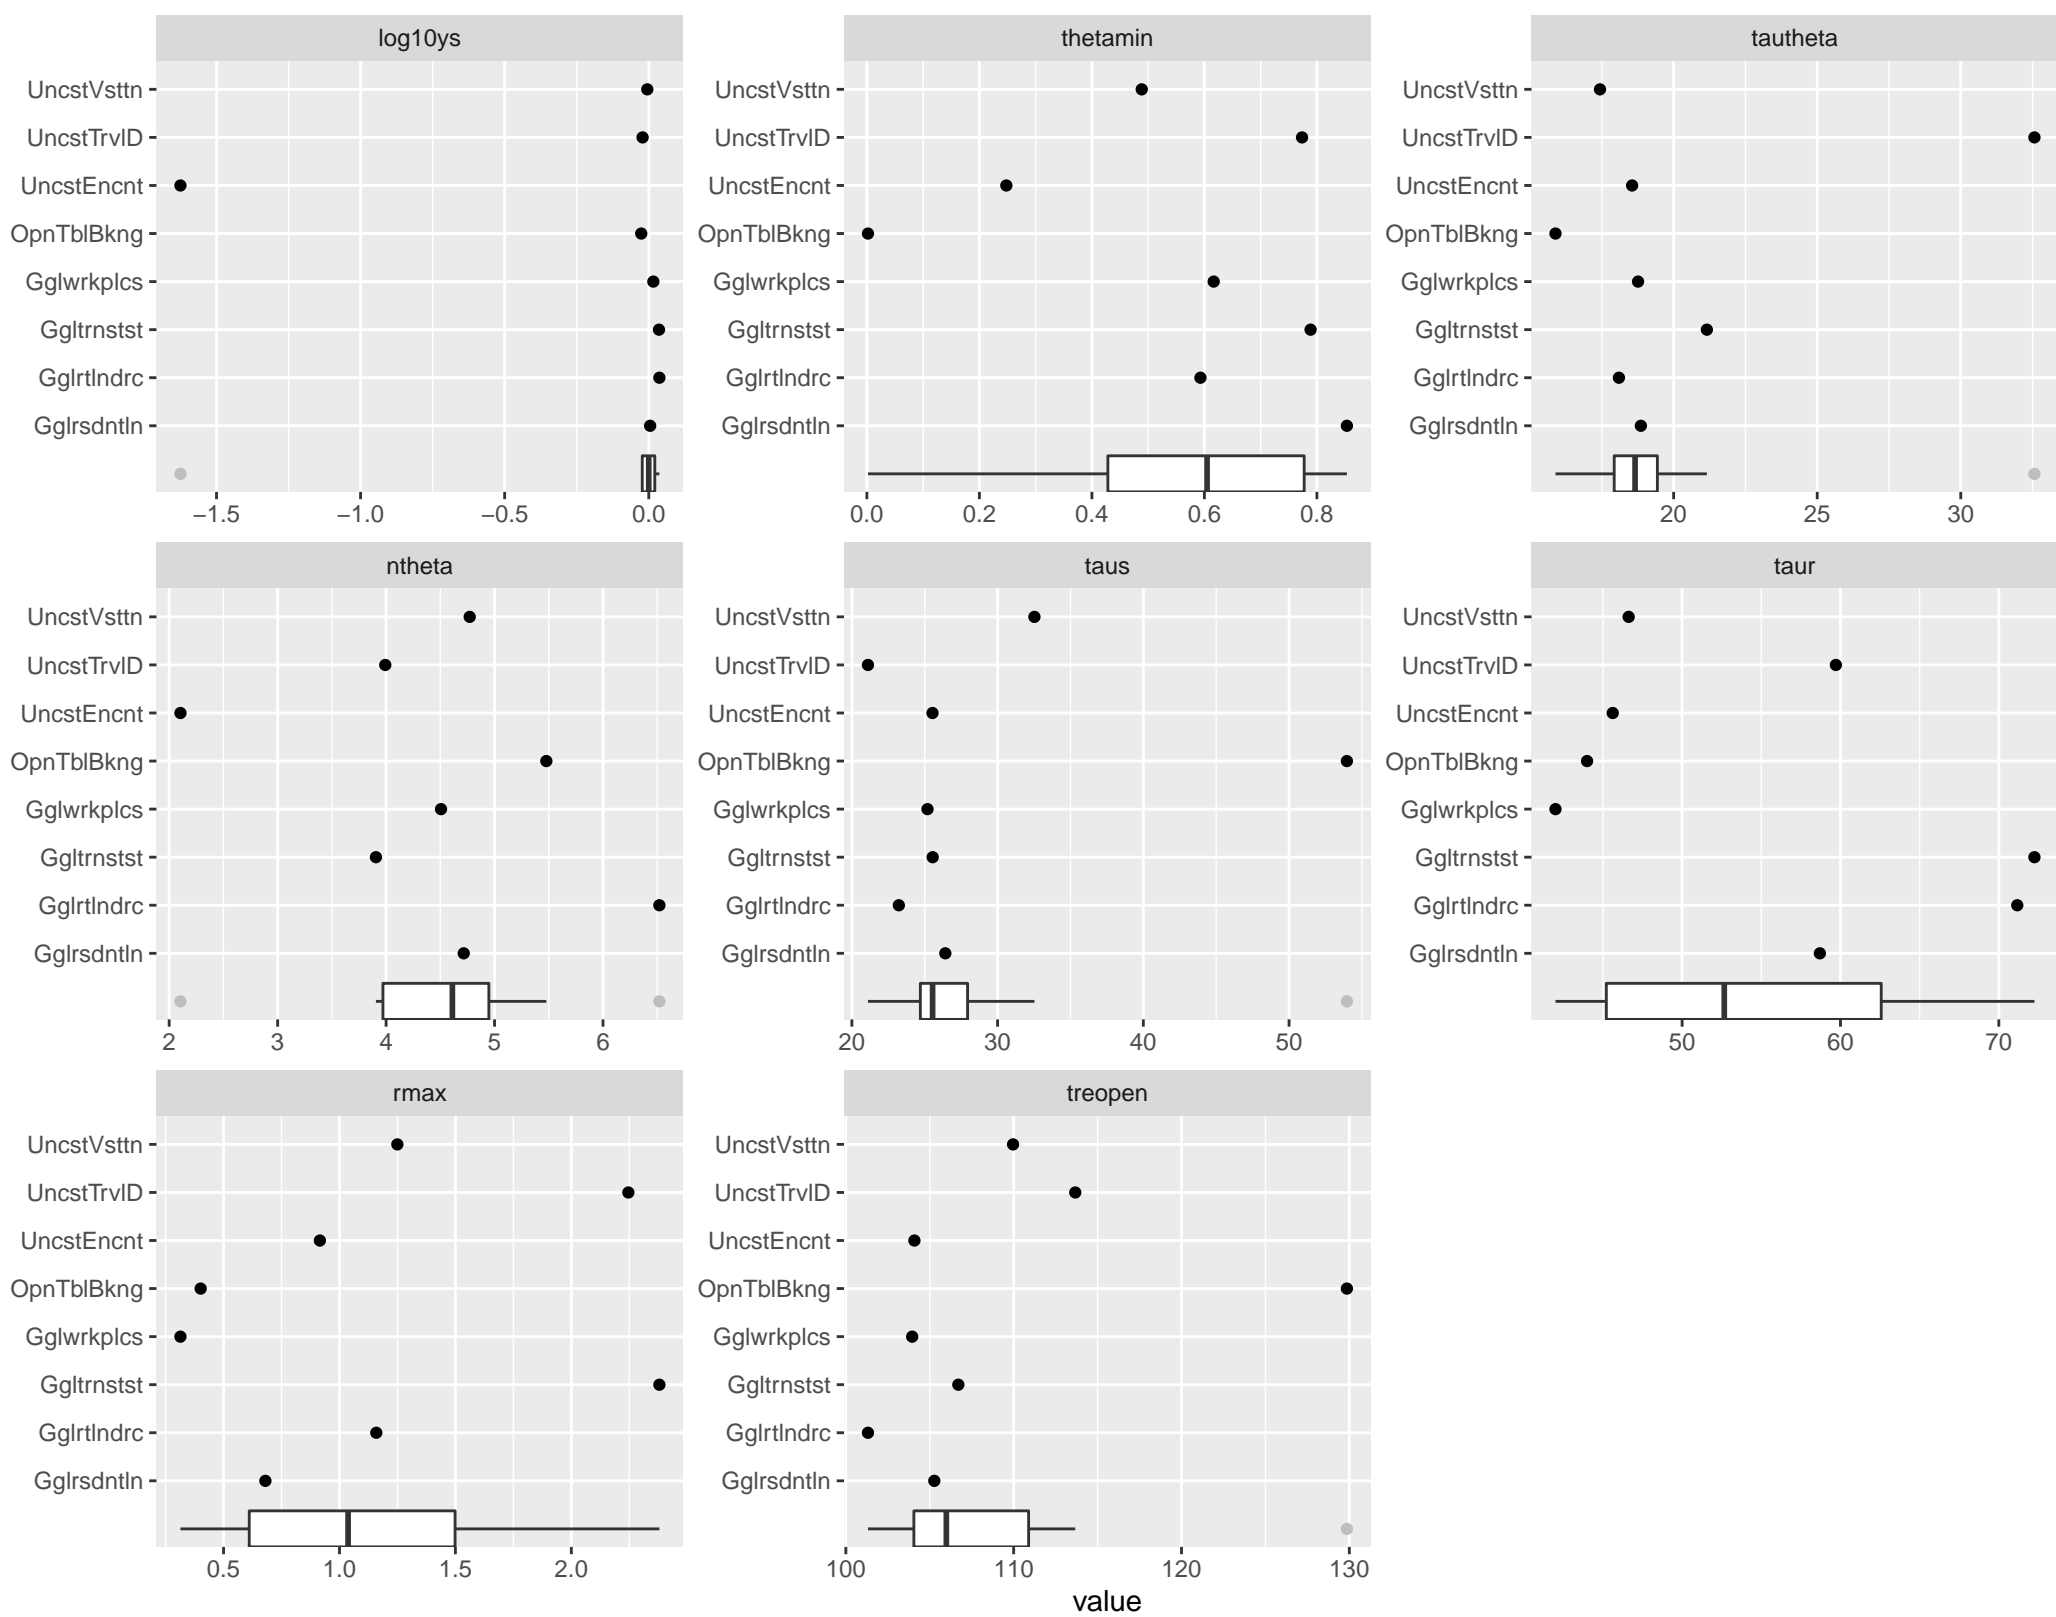 log10ys
thetamin
tautheta
UncstVsttn
UncstTrvlD
UncstEncnt
OpnTblBkng
Gglwrkplcs
Ggltrnstst
Gglrtlndrc
Gglrsdntln
−1.5 −1.0 −0.5 0.0
UncstVsttn
UncstTrvlD
UncstEncnt
OpnTblBkng
Gglwrkplcs
Ggltrnstst
Gglrtlndrc
Gglrsdntln
0.0 0.2 0.4 0.6 0.8
UncstVsttn
UncstTrvlD
UncstEncnt
OpnTblBkng
Gglwrkplcs
Ggltrnstst
Gglrtlndrc
Gglrsdntln
20 25 30
ntheta
taus
taur
UncstVsttn
UncstTrvlD
UncstEncnt
OpnTblBkng
Gglwrkplcs
Ggltrnstst
Gglrtlndrc
Gglrsdntln
2 3 4 5 6
UncstVsttn
UncstTrvlD
UncstEncnt
OpnTblBkng
Gglwrkplcs
Ggltrnstst
Gglrtlndrc
Gglrsdntln
20 30 40 50
UncstVsttn
UncstTrvlD
UncstEncnt
OpnTblBkng
Gglwrkplcs
Ggltrnstst
Gglrtlndrc
Gglrsdntln
50 60 70
rmax
treopen
UncstVsttn
UncstTrvlD
UncstEncnt
OpnTblBkng
Gglwrkplcs
Ggltrnstst
Gglrtlndrc
Gglrsdntln
0.5 1.0 1.5 2.0
UncstVsttn
UncstTrvlD
UncstEncnt
OpnTblBkng
Gglwrkplcs
Ggltrnstst
Gglrtlndrc
Gglrsdntln
100 110 120 130
value